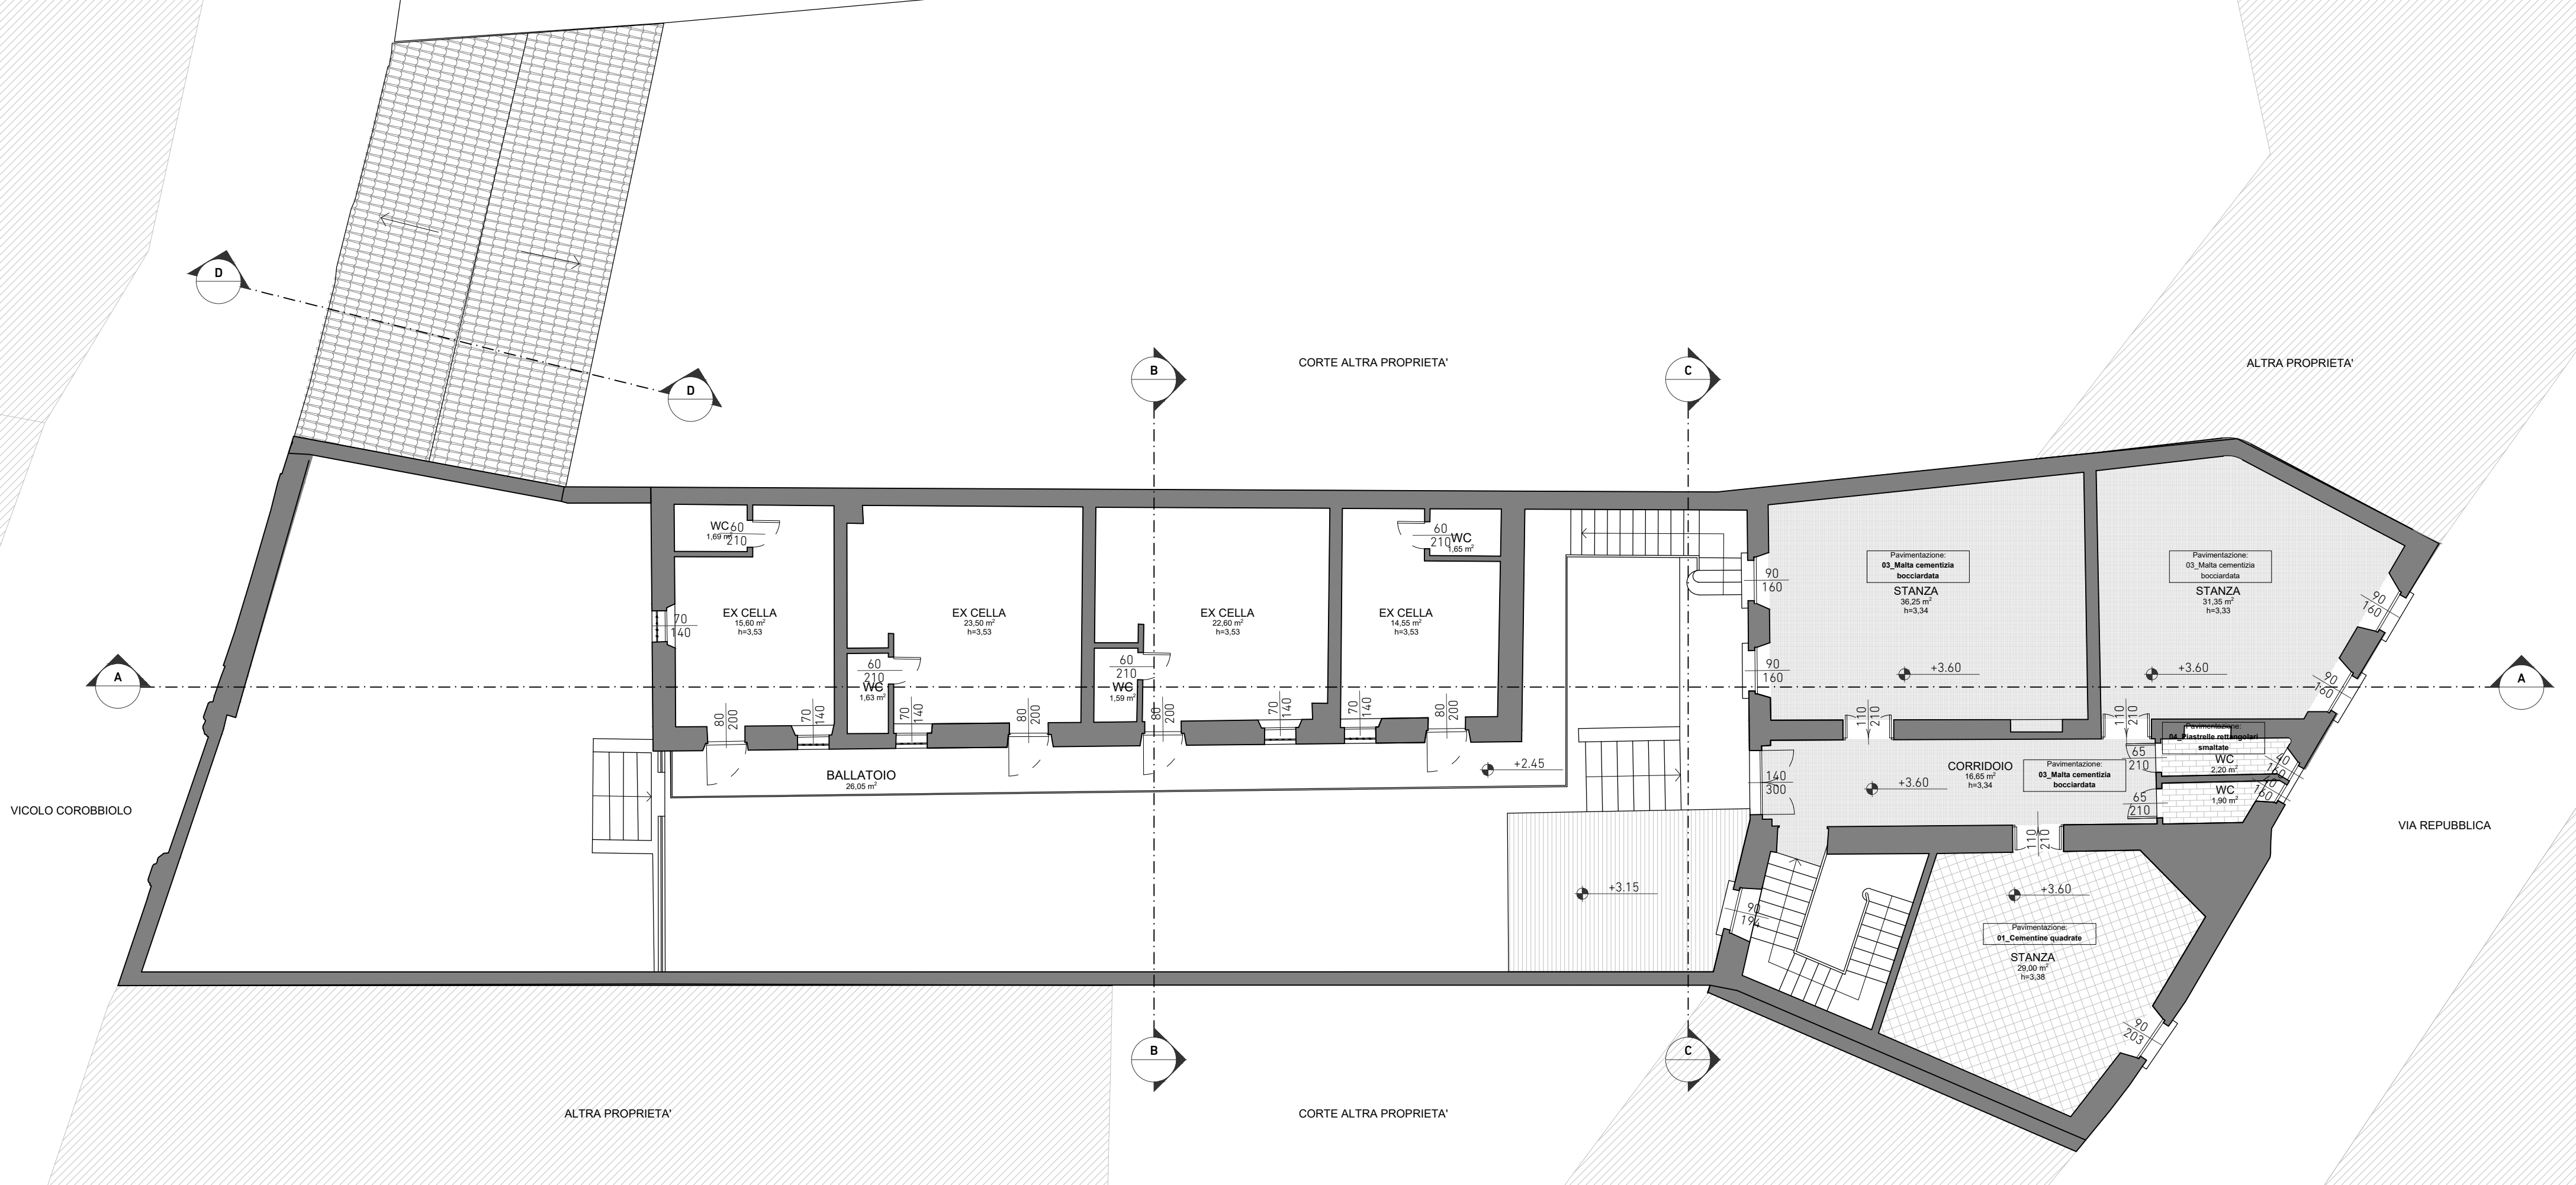 D
D
B
C
CORTE ALTRA PROPRIETA'
ALTRA PROPRIETA'
WC
1,69 m²
60
210
60
210
WC
1,65 m²
EX CELLA
15,60 m²
h=3,53
70
140
EX CELLA
23,50 m²
h=3,53
EX CELLA
22,60 m²
h=3,53
EX CELLA
14,55 m²
h=3,53
60
210
WC
1,63 m²
60
210
WC
1,59 m²
80
200
70
140
70
140
80
200
80
200
70
140
70
140
80
200
90
160
90
160
Pavimentazione:
03_Malta cementizia
bocciardata
STANZA
36,25 m²
h=3,34
+3.60
Pavimentazione:
03_Malta cementizia
bocciardata
STANZA
31,35 m²
h=3,33
+3.60
90
160
90
160
A
A
110
210
110
210
Pavimentazione:
04_Piastrelle rettangolari
smaltate
65
210
WC
2,20 m²
40
160
65
210
WC
1,90 m²
40
160
BALLATOIO
26,05 m²
+2.45
140
300
+3.60
CORRIDOIO
16,65 m²
h=3,34
Pavimentazione:
03_Malta cementizia
bocciardata
VICOLO COROBBIOLO
VIA REPUBBLICA
110
210
+3.15
90
194
+3.60
Pavimentazione:
01_Cementine quadrate
STANZA
29,00 m²
h=3,38
90
203
B
C
ALTRA PROPRIETA'
CORTE ALTRA PROPRIETA'